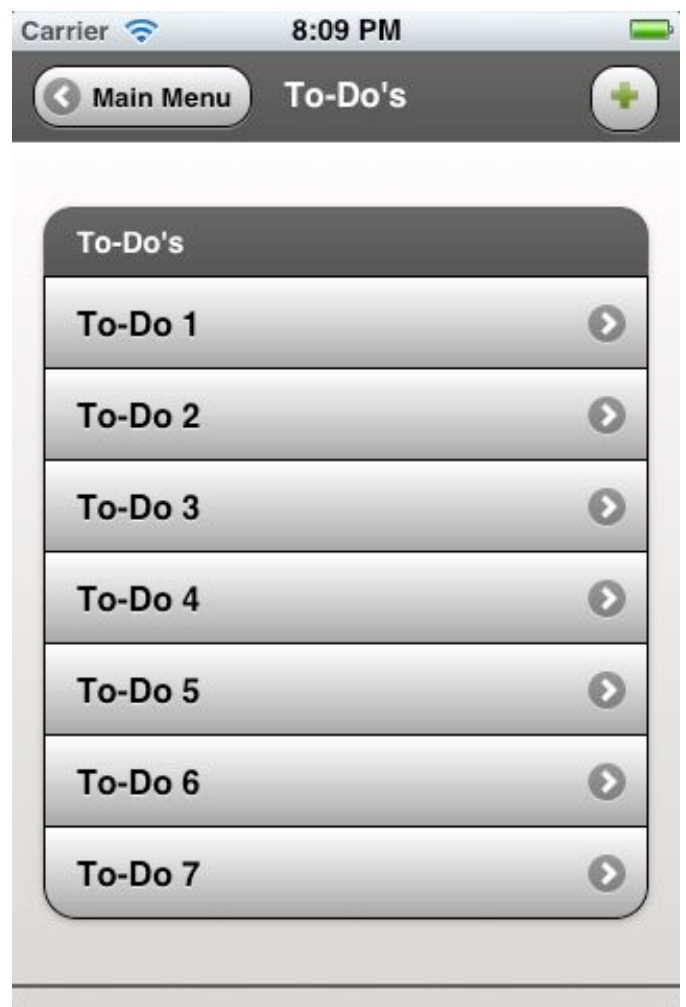 Carrier 8:09 PM
Main Menu To-Do's
To-Do's
To-Do 1
To-Do 2
To-Do 3
To-Do 4
To-Do 5
To-Do 6
To-Do 7